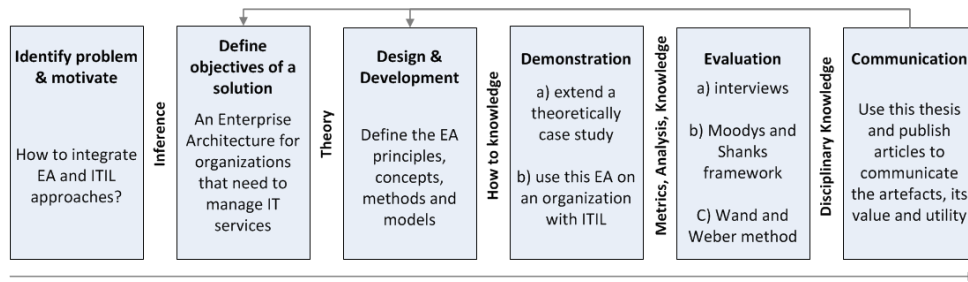 Identify problem
& motivate
How to integrate
EA and ITIL
approaches?
Inference
Define
objectives of a
solution
An Enterprise
Architecture for
organizations
that need to
manage IT
services
Theory
Design &
Development
Define the EA
principles,
concepts,
methods and
models
How to knowledge
Demonstration
a) extend a
theoretically
case study
b) use this EA on
an organization
with ITIL
Metrics, Analysis, Knowledge
Evaluation
a) interviews
b) Moodys and
Shanks
framework
C) Wand and
Weber method
Disciplinary Knowledge
Communication
Use this thesis
and publish
articles to
communicate
the artefacts, its
value and utility